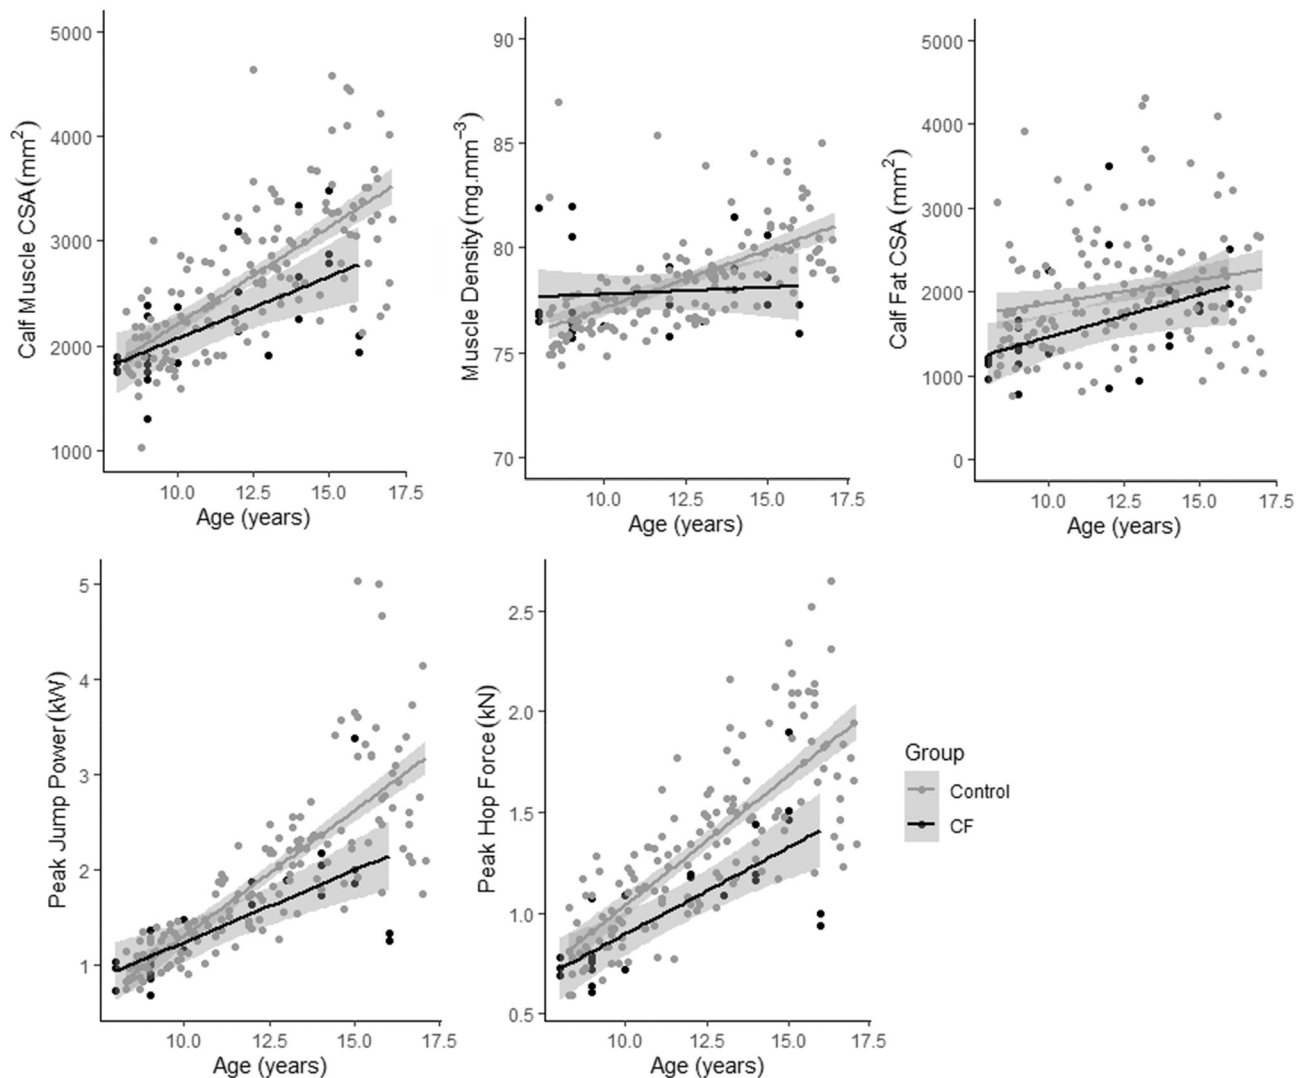 Calf Muscle CSA (mm²)
5000
4000
3000
2000
1000
10.0 12.5 15.0 17.5
Age (years)
Muscle Density (mg.mm⁻³)
90
85
80
75
70
10.0 12.5 15.0 17.5
Age (years)
Calf Fat CSA (mm²)
5000
4000
3000
2000
1000
0
10.0 12.5 15.0 17.5
Age (years)
Peak Jump Power (kW)
5
4
3
2
1
10.0 12.5 15.0 17.5
Age (years)
Peak Hop Force (kN)
2.5
2.0
1.5
1.0
0.5
10.0 12.5 15.0 17.5
Age (years)
Group
Control
CF